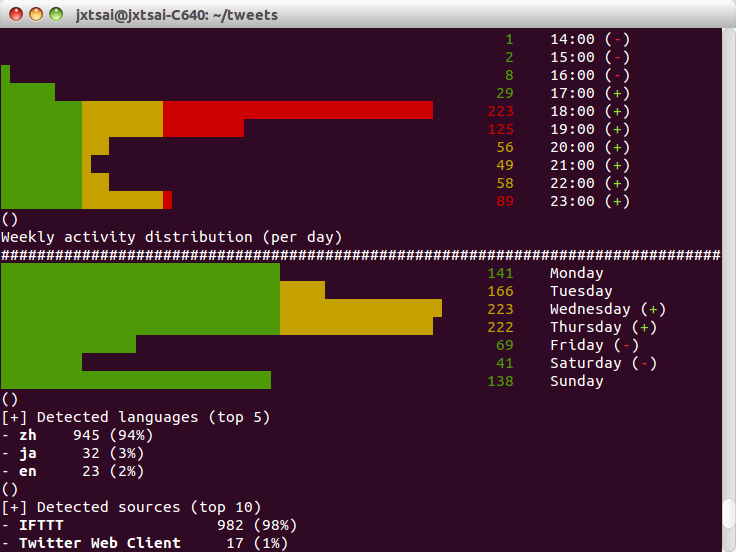 jxtsai@jxtsai-C640: ~/tweets
1 14:00 (-)
2 15:00 (-)
8 16:00 (-)
29 17:00 (+)
223 18:00 (+)
125 19:00 (+)
56 20:00 (+)
49 21:00 (+)
58 22:00 (+)
89 23:00 (+)
()
Weekly activity distribution (per day)
################################################################################
141 Monday
166 Tuesday
223 Wednesday (+)
222 Thursday (+)
69 Friday (-)
41 Saturday (-)
138 Sunday
()
[+] Detected languages (top 5)
- zh 945 (94%)
- ja 32 (3%)
- en 23 (2%)
()
[+] Detected sources (top 10)
- IFTTT 982 (98%)
- Twitter Web Client 17 (1%)